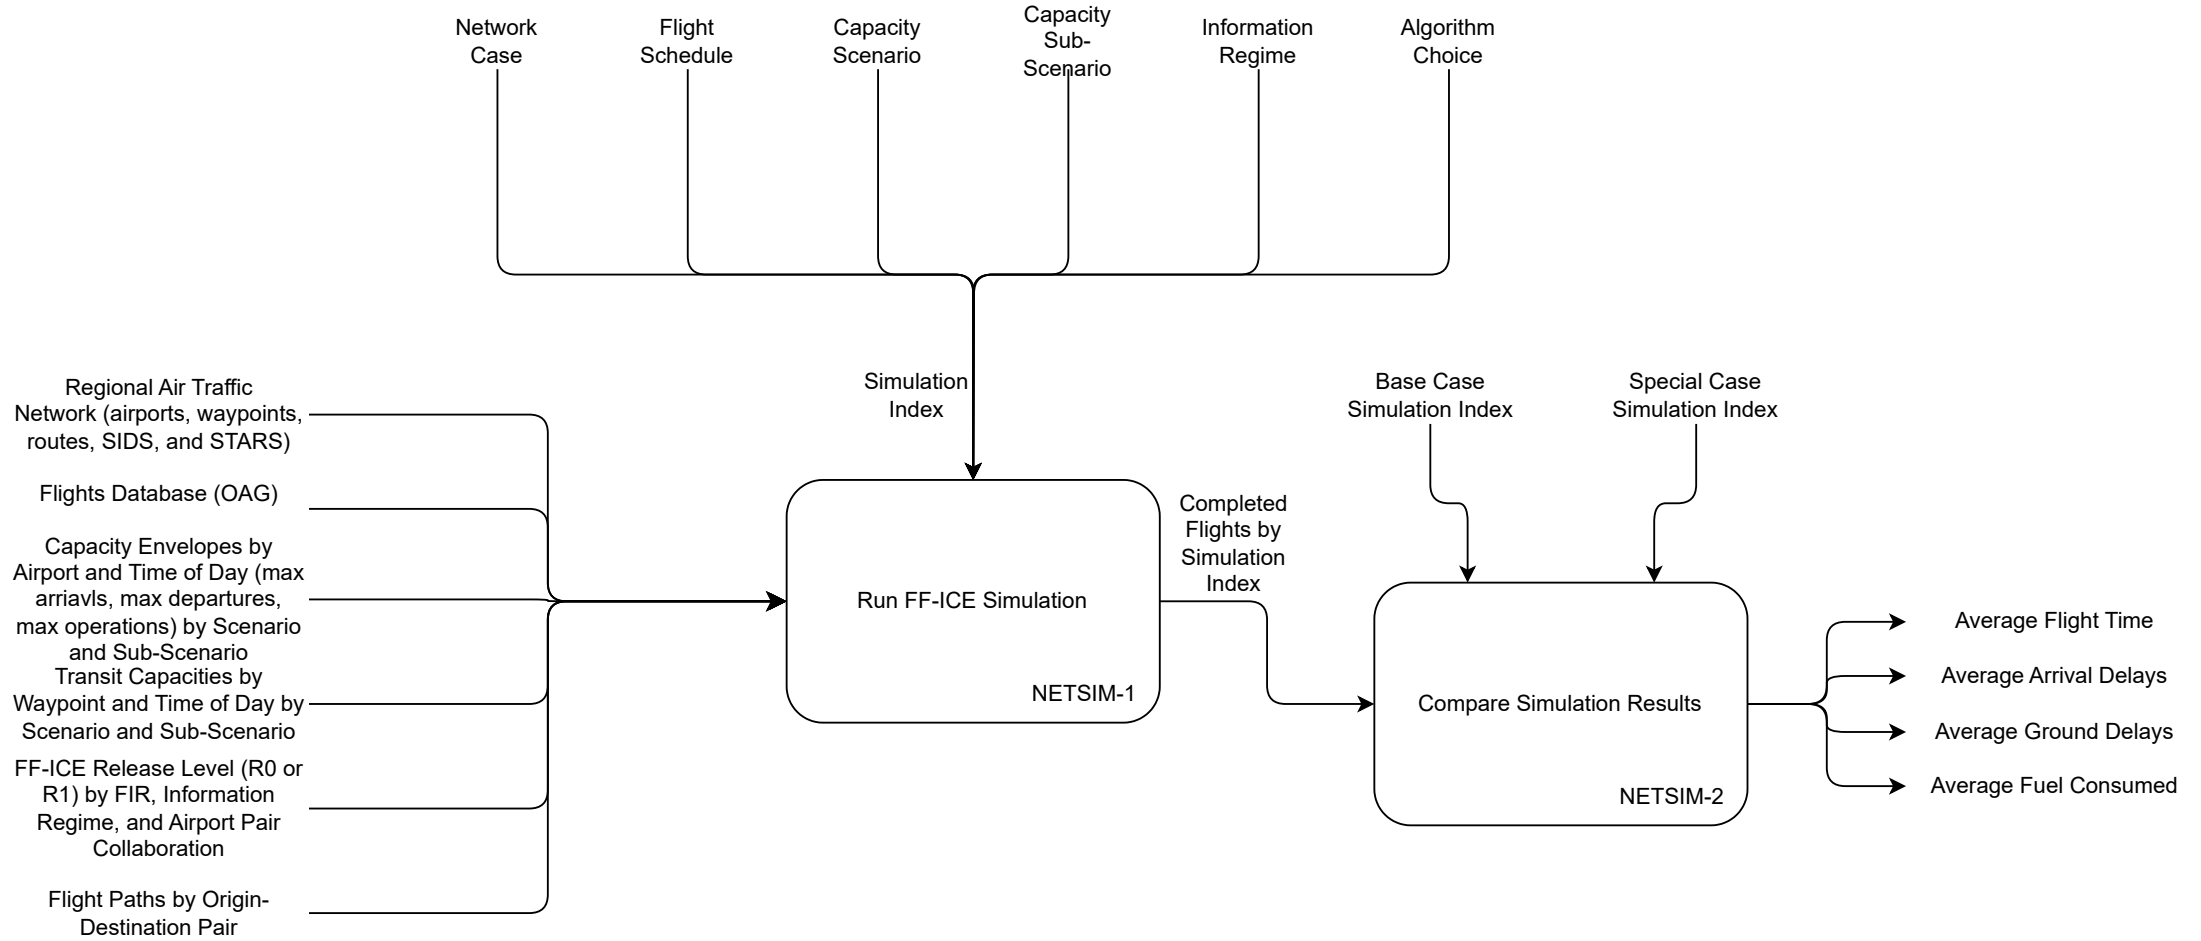 Network
Case
Flight
Schedule
Capacity
Scenario
Capacity
Sub-
Scenario
Information
Regime
Algorithm
Choice
Simulation
Index
Regional Air Traffic
Network (airports, waypoints,
routes, SIDS, and STARS)
Flights Database (OAG)
Capacity Envelopes by
Airport and Time of Day (max
arriavls, max departures,
max operations) by Scenario
and Sub-Scenario
Transit Capacities by
Waypoint and Time of Day by
Scenario and Sub-Scenario
FF-ICE Release Level (R0 or
R1) by FIR, Information
Regime, and Airport Pair
Collaboration
Flight Paths by Origin-
Destination Pair
Run FF-ICE Simulation
NETSIM-1
Completed
Flights by
Simulation
Index
Base Case
Simulation Index
Special Case
Simulation Index
Compare Simulation Results
NETSIM-2
Average Flight Time
Average Arrival Delays
Average Ground Delays
Average Fuel Consumed